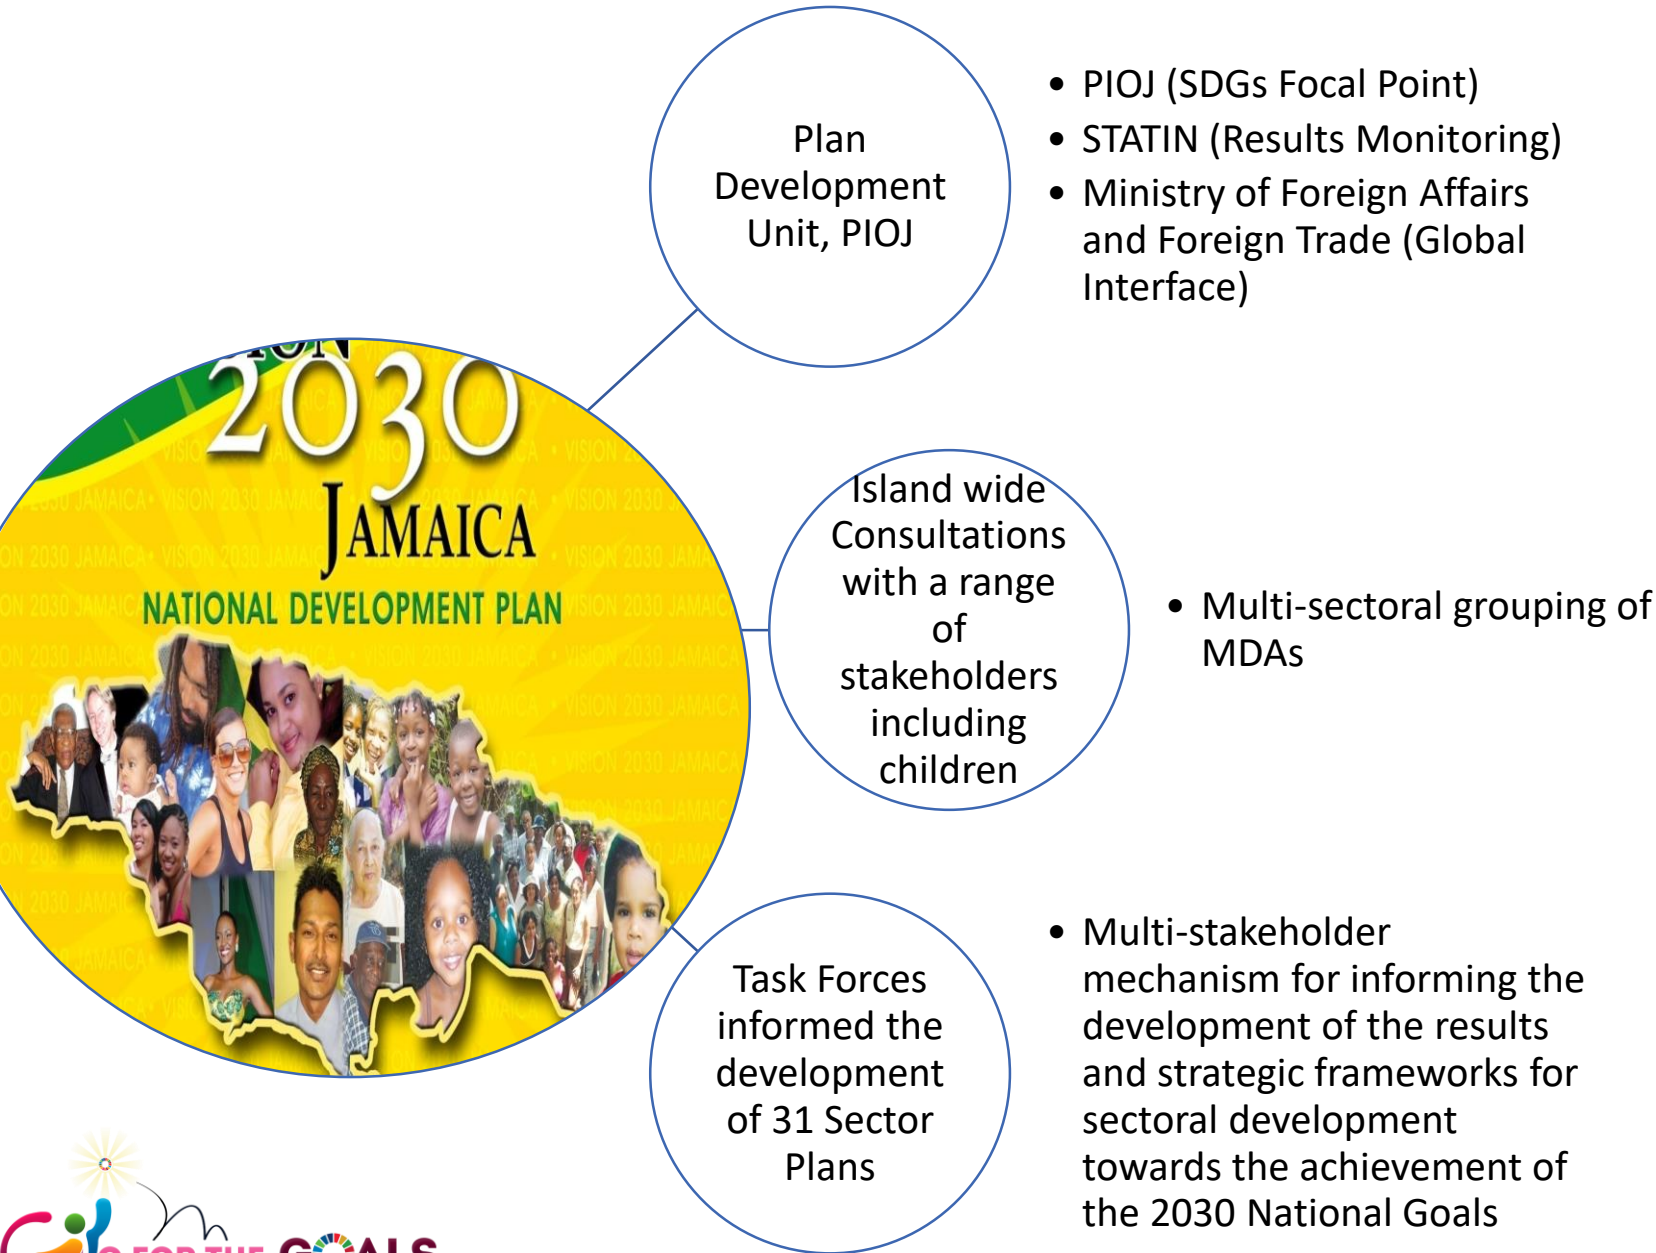 Plan
Development
Unit, PIOJ
• PIOJ (SDGs Focal Point)
• STATIN (Results Monitoring)
• Ministry of Foreign Affairs
and Foreign Trade (Global
Interface)
2030
JAMAICA
NATIONAL DEVELOPMENT PLAN
Island wide
Consultations
with a range
of
stakeholders
including
children
• Multi-sectoral grouping of
MDAs
Task Forces
informed the
development
of 31 Sector
Plans
• Multi-stakeholder
mechanism for informing the
development of the results
and strategic frameworks for
sectoral development
towards the achievement of
the 2030 National Goals
FOR THE GOALS